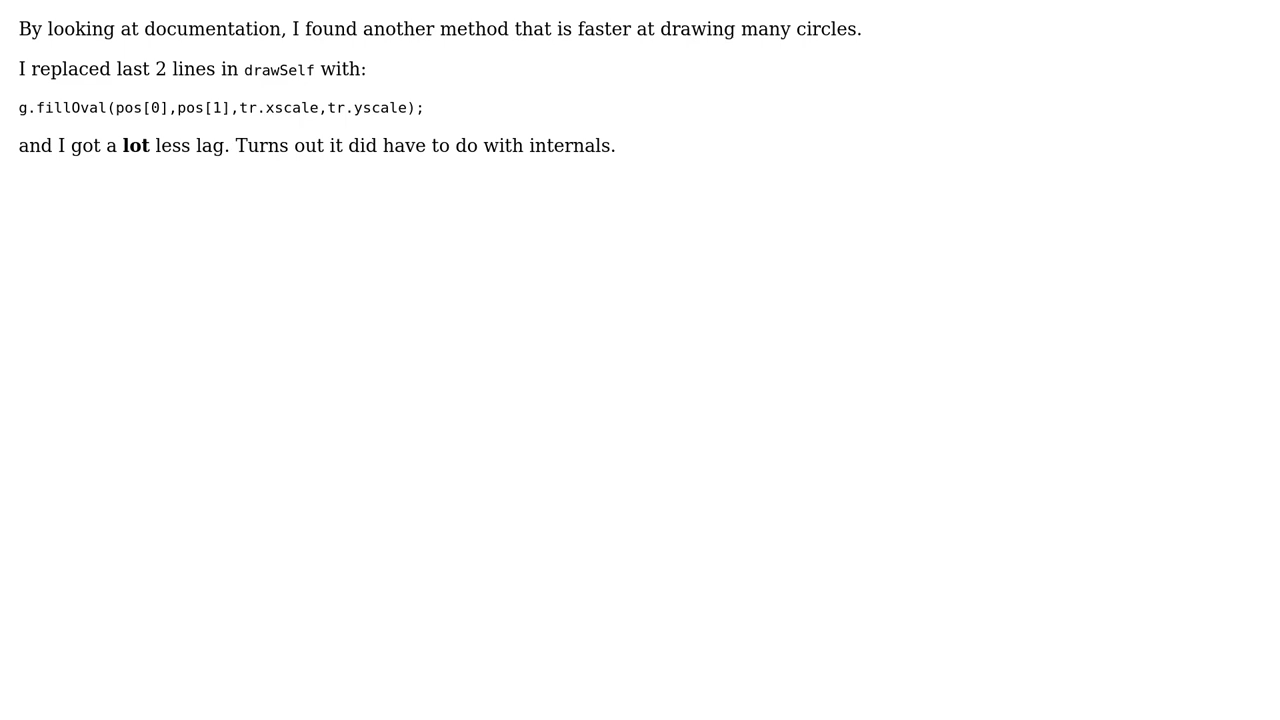 By looking at documentation, I found another method that is faster at drawing many circles.
I replaced last 2 lines in drawSelf with:
g.fillOval(pos[0],pos[1],tr.xscale,tr.yscale);
and I got a lot less lag. Turns out it did have to do with internals.